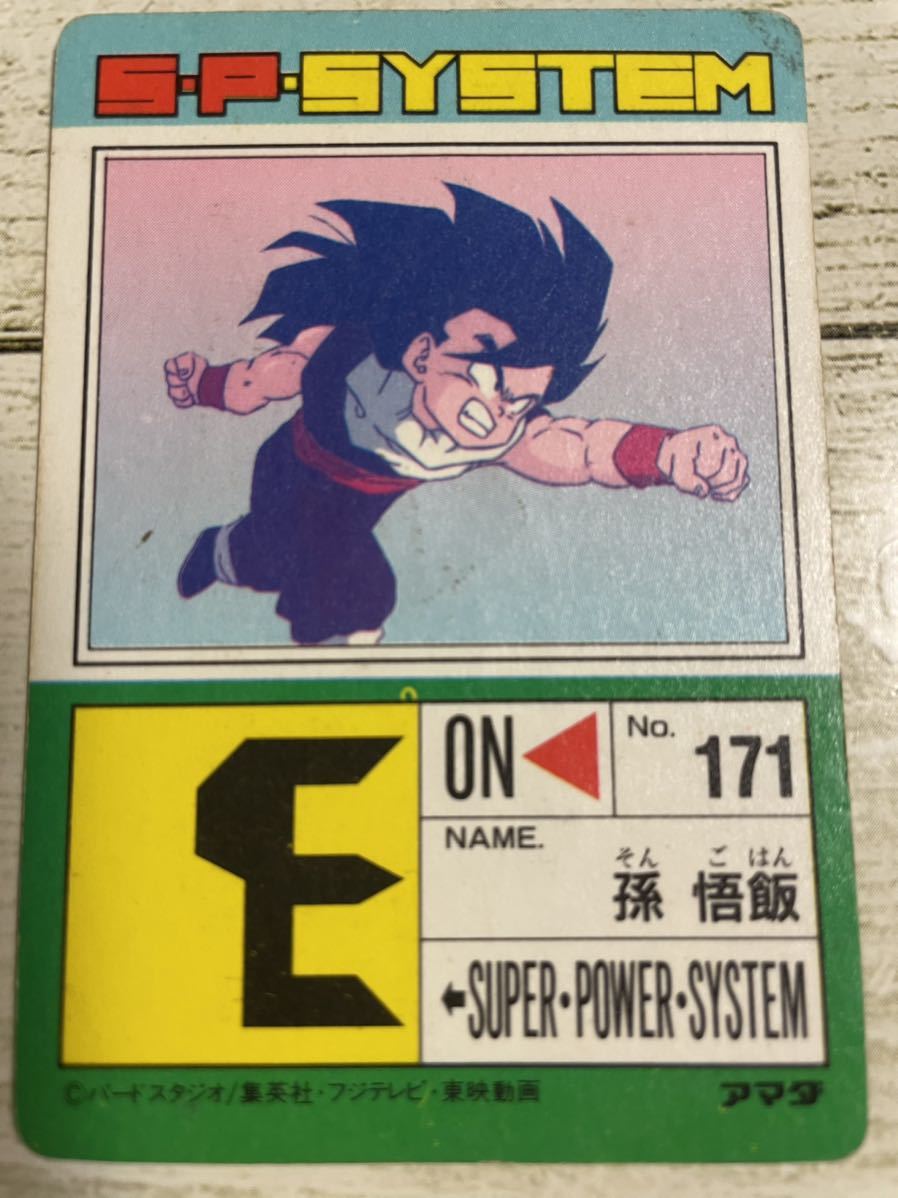 S・P・SYSTEM
E
ON
No. 171
NAME.
そん ご はん
孫 悟飯
SUPER・POWER・SYSTEM
©バードスタジオ/集英社・フジテレビ・東映動画
アマダ